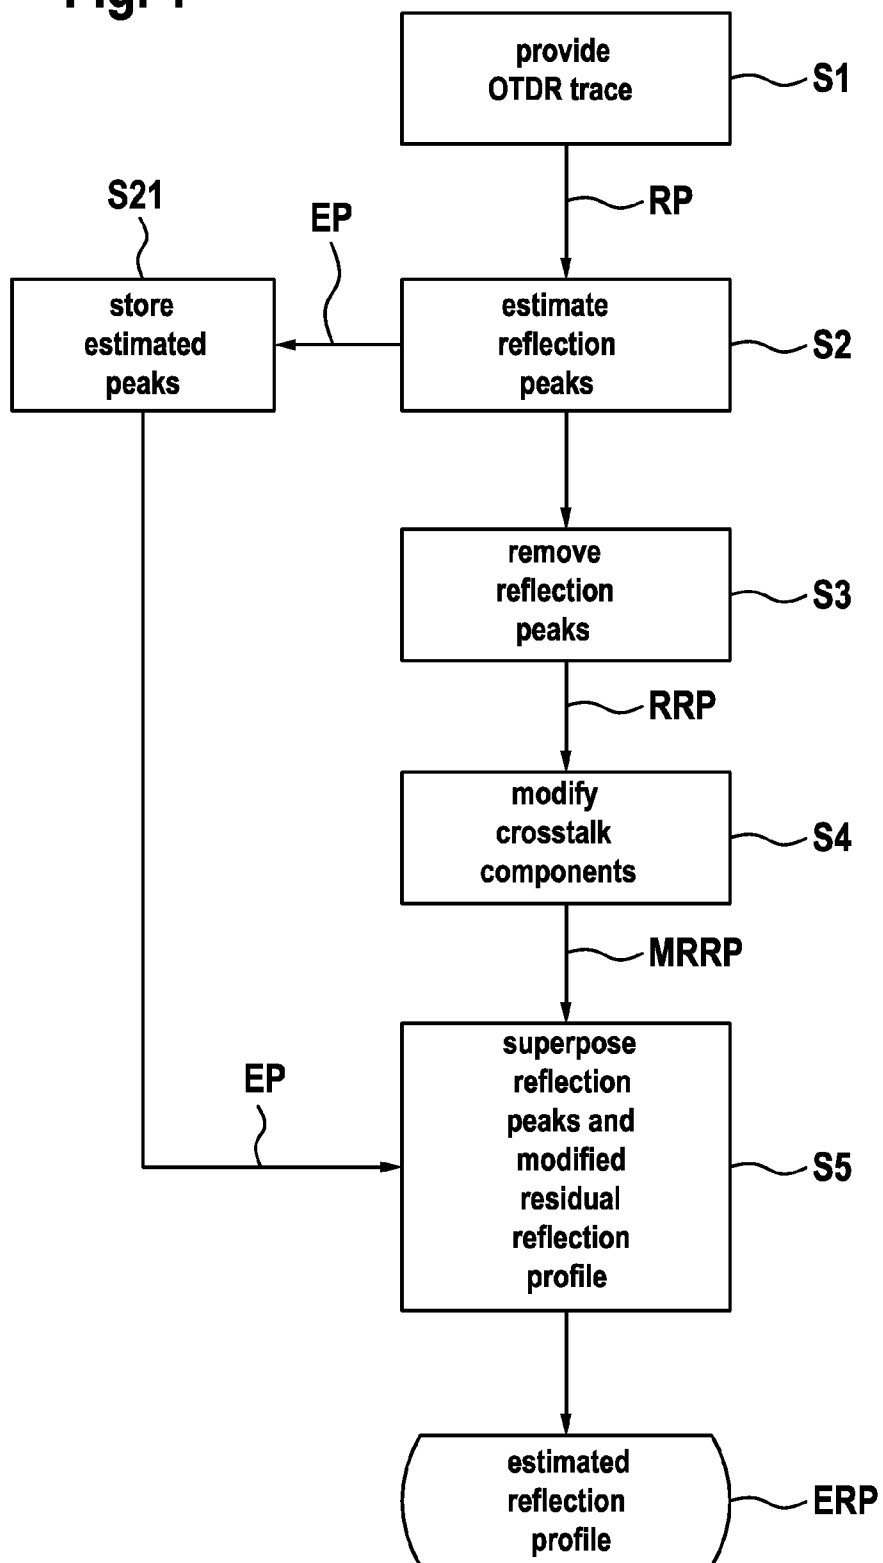 provide
OTDR trace
S1
RP
S21
EP
store
estimated
peaks
estimate
reflection
peaks
S2
remove
reflection
peaks
S3
RRP
modify
crosstalk
components
S4
MRRP
EP
superpose
reflection
peaks and
modified
residual
reflection
profile
S5
estimated
reflection
profile
ERP